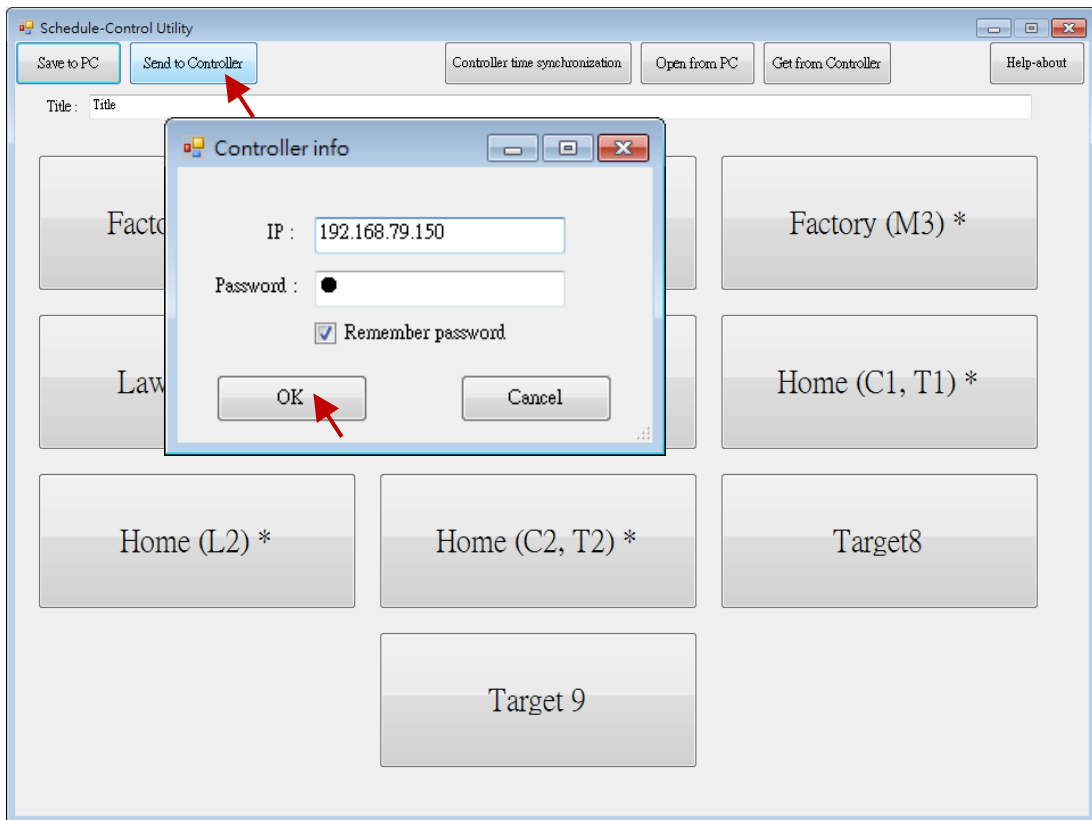 Schedule-Control Utility
Save to PC Send to Controller Controller time synchronization Open from PC Get from Controller Help-about
Title : Title
Controller info
IP : 192.168.79.150
Password : ●
Remember password
OK Cancel
Factory (M3) *
Home (C1, T1) *
Home (L2) * Home (C2, T2) * Target8
Target 9